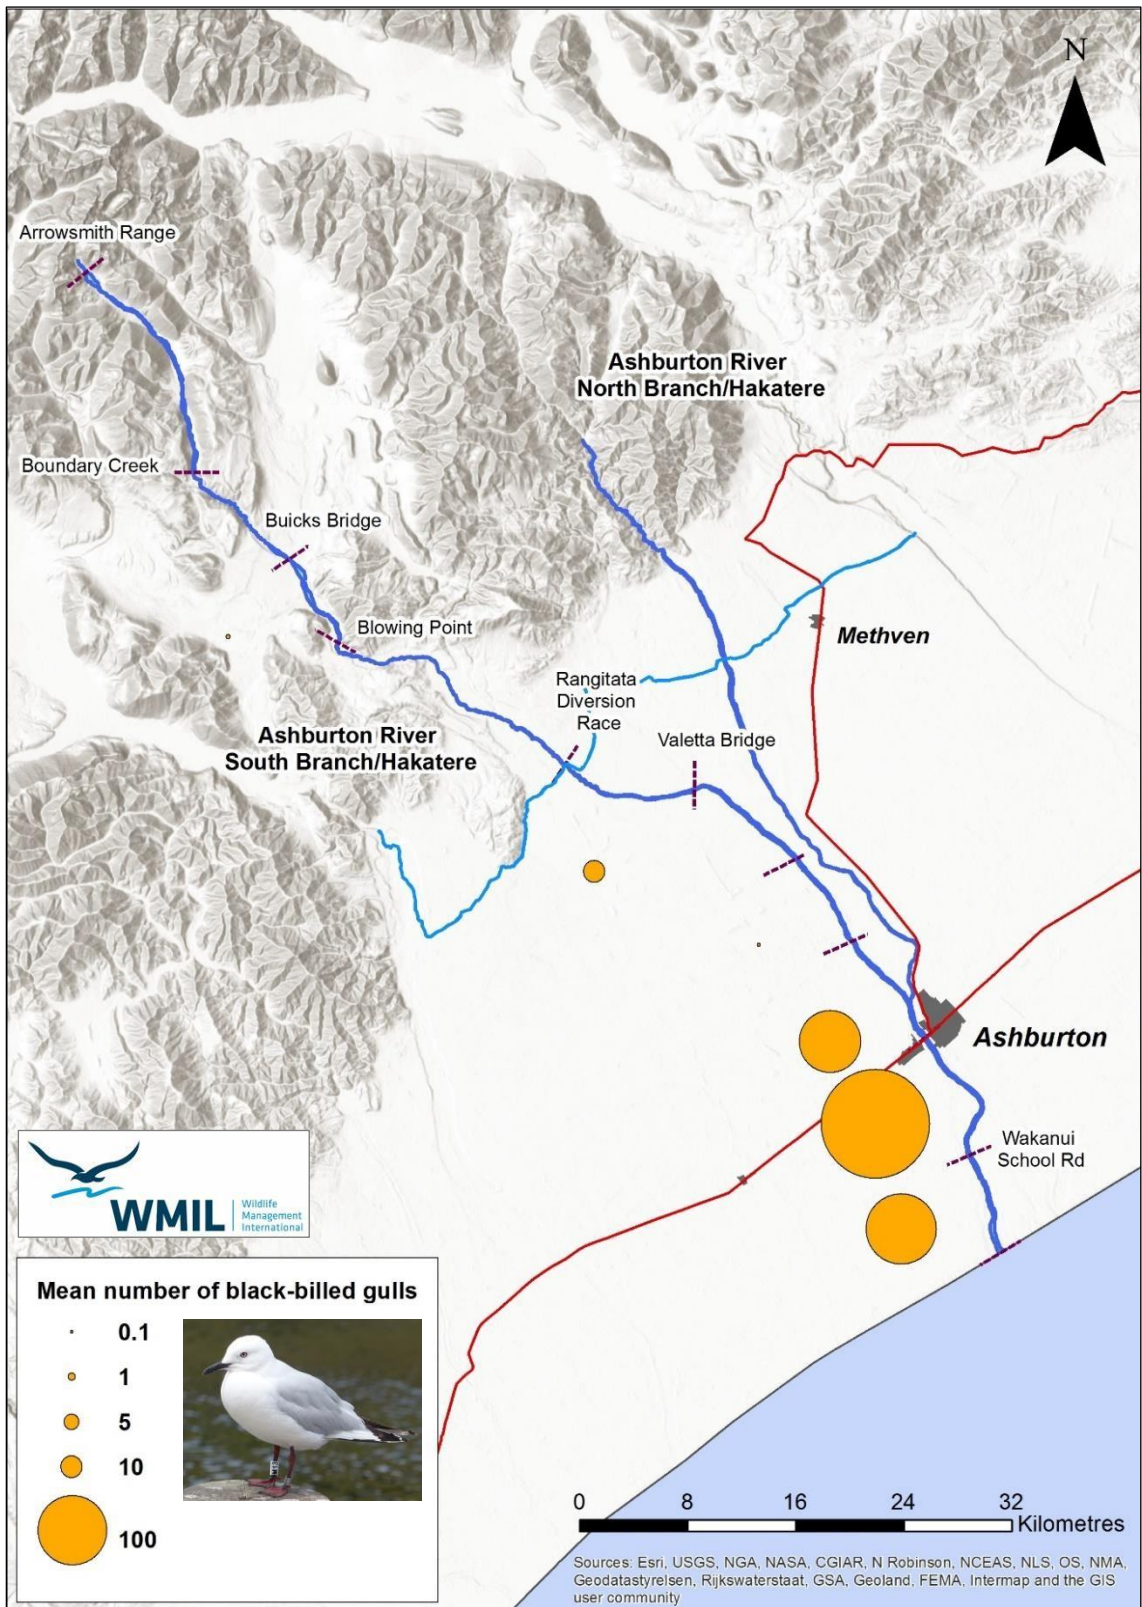 N
Arrowsmith Range
Ashburton River
North Branch/Hakatere
Boundary Creek
Buicks Bridge
Blowing Point
Methven
Rangitata
Diversion
Race
Ashburton River
South Branch/Hakatere
Valetta Bridge
Ashburton
Wakanui
School Rd
WMIL
Wildlife
Management
International
Mean number of black-billed gulls
0.1
1
5
10
100
0 8 16 24 32
Kilometres
Sources: Esri, USGS, NGA, NASA, CGIAR, N Robinson, NCEAS, NLS, OS, NMA,
Geodatastyrelsen, Rijkswaterstaat, GSA, Geoland, FEMA, Intermap and the GIS
user community